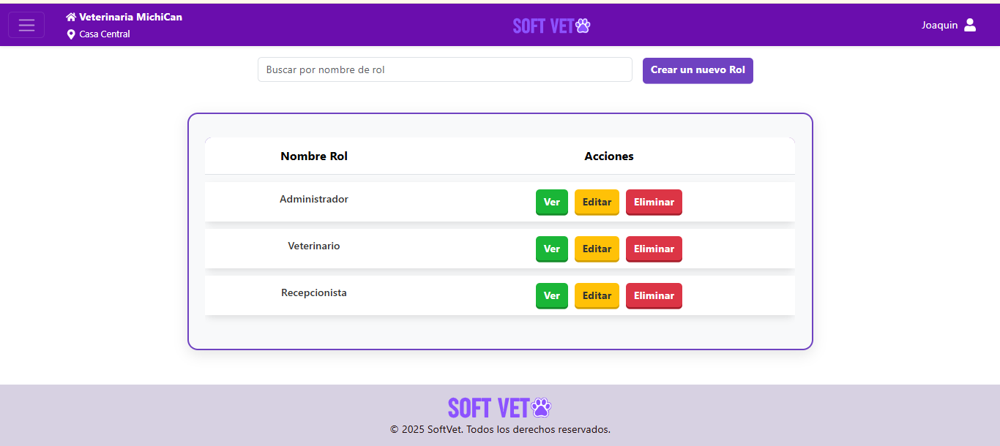 Veterinaria MichiCan
Casa Central
SOFT VET
Joaquin
Buscar por nombre de rol
Crear un nuevo Rol
Nombre Rol Acciones
Administrador Ver Editar Eliminar
Veterinario Ver Editar Eliminar
Recepcionista Ver Editar Eliminar
SOFT VET
© 2025 SoftVet. Todos los derechos reservados.